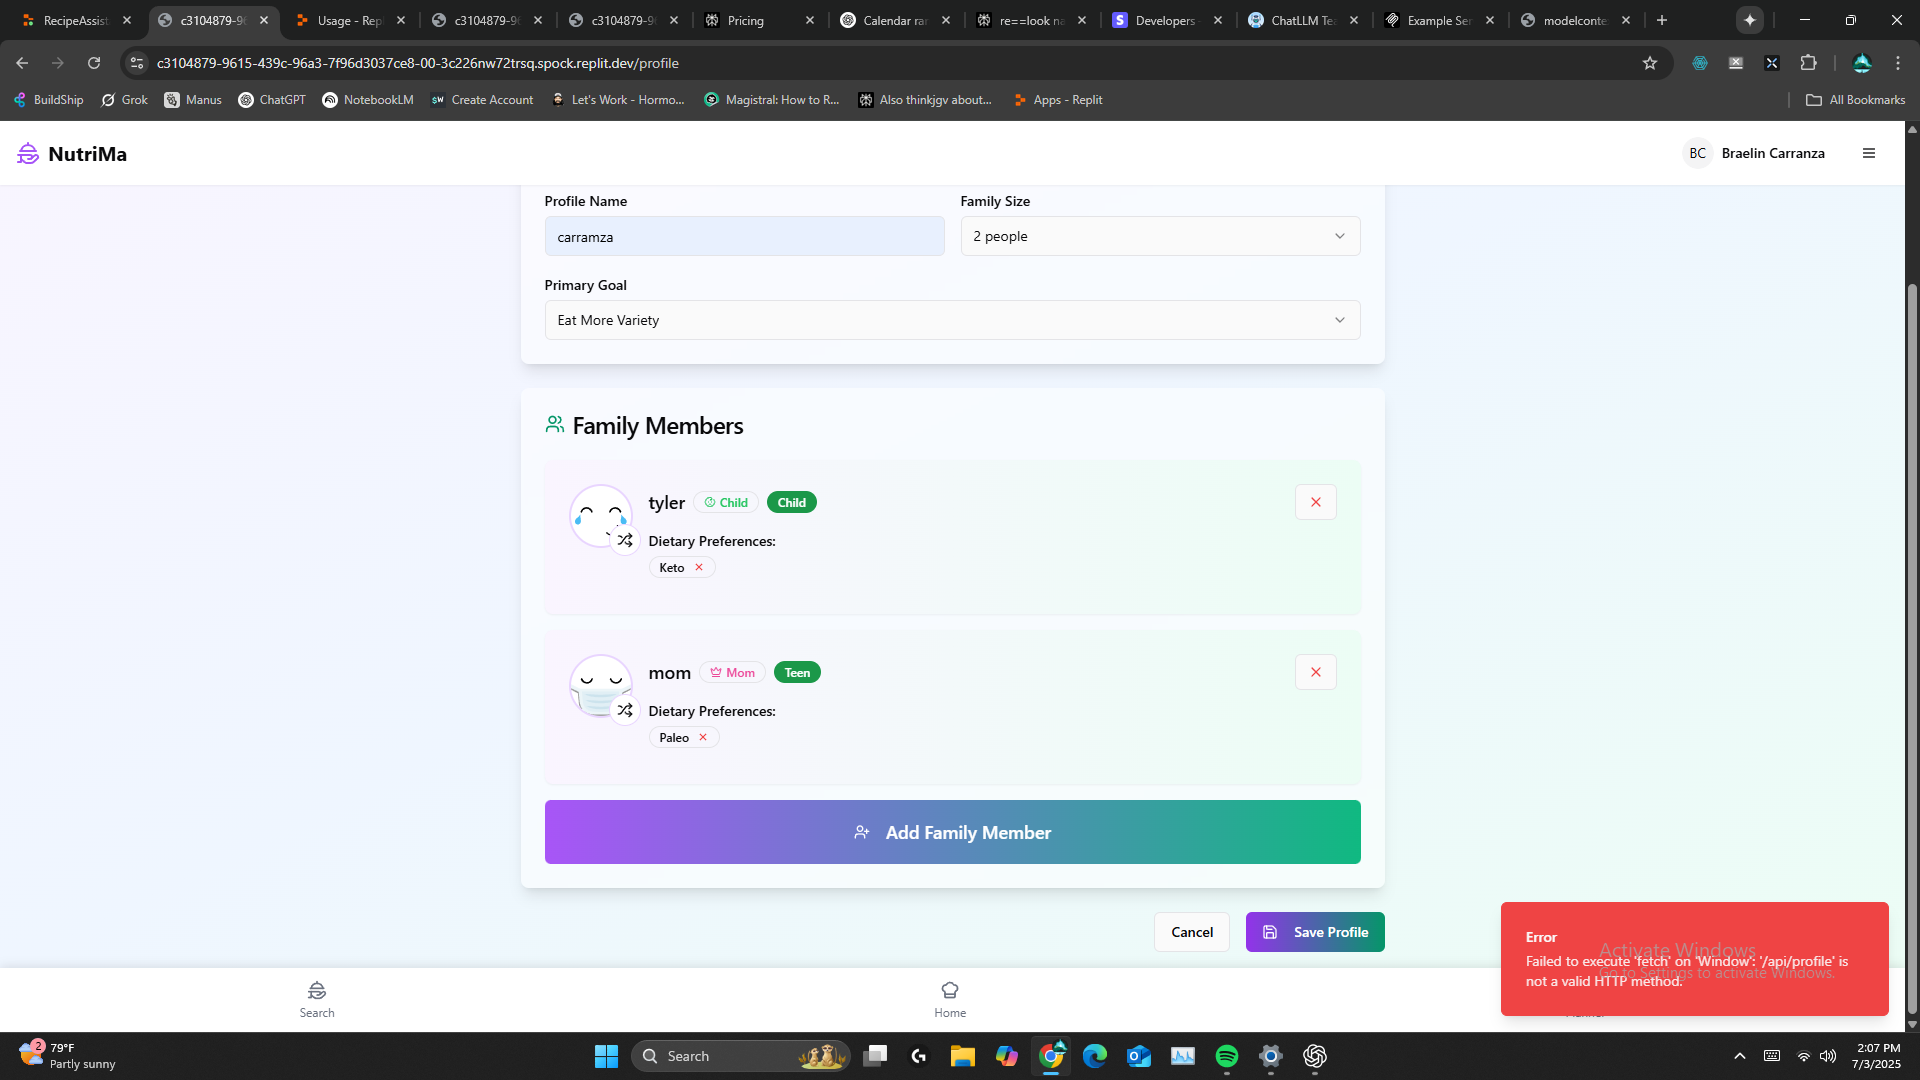 RecipeAssist
c3104879-96
Usage - Repl
c3104879-96
c3104879-96
Pricing
Calendar ran
re==look na
Developers
ChatLLM Te
Example Ser
modelconte
c3104879-9615-439c-96a3-7f96d3037ce8-00-3c226nw72trsq.spock.replit.dev/profile
BuildShip
Grok
Manus
ChatGPT
NotebookLM
Create Account
Let's Work - Hormo...
Magistral: How to R...
Also thinkjgv about...
Apps - Replit
All Bookmarks
NutriMa
BC
Braelin Carranza
Profile Name
Family Size
carramza
2 people
Primary Goal
Eat More Variety
Family Members
tyler
Child
Child
Dietary Preferences:
Keto
mom
Mom
Teen
Dietary Preferences:
Paleo
Add Family Member
Cancel
Save Profile
Error
Failed to execute 'fetch' on 'Window': '/api/profile' is
not a valid HTTP method.
Activate Windows
Go to Settings to activate Windows.
Search
Home
2
79°F
Partly sunny
Search
2:07 PM
7/3/2025